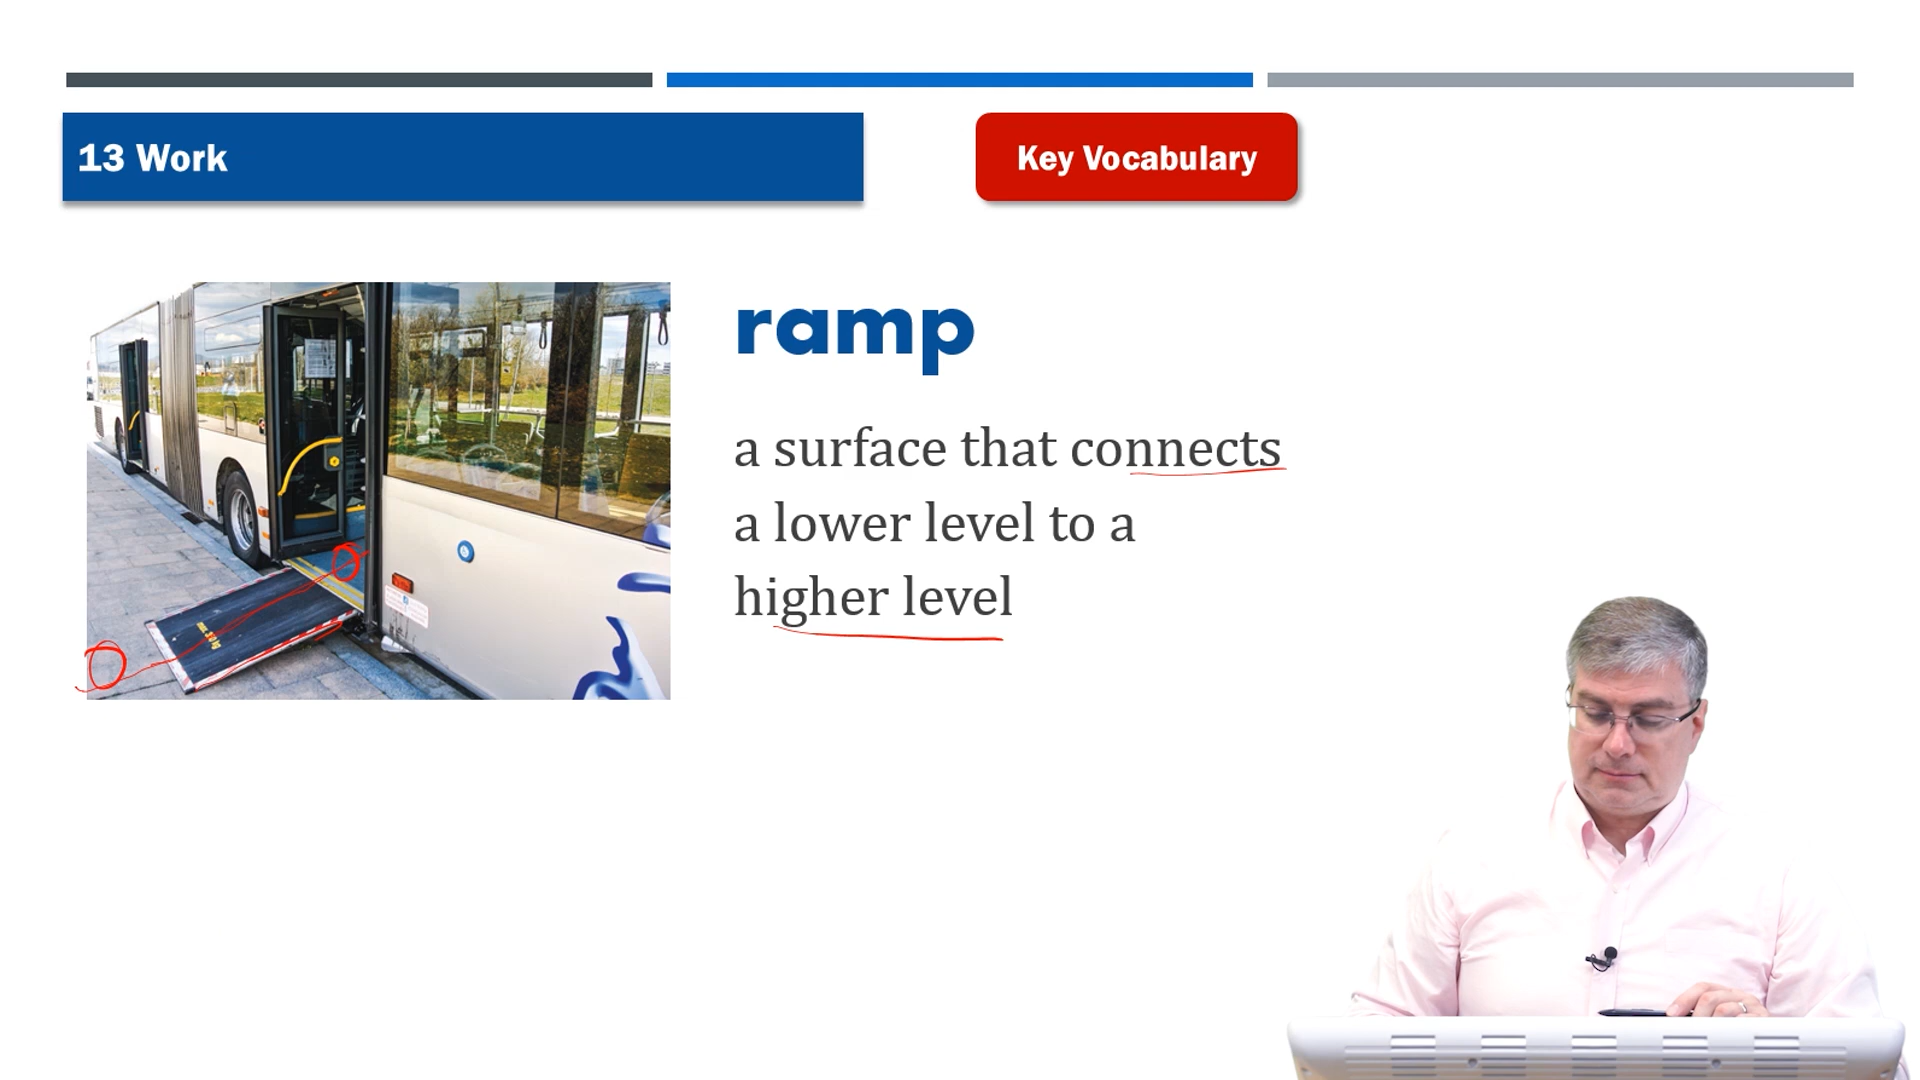 13 Work
Key Vocabulary
ramp
a surface that connects
a lower level to a
higher level